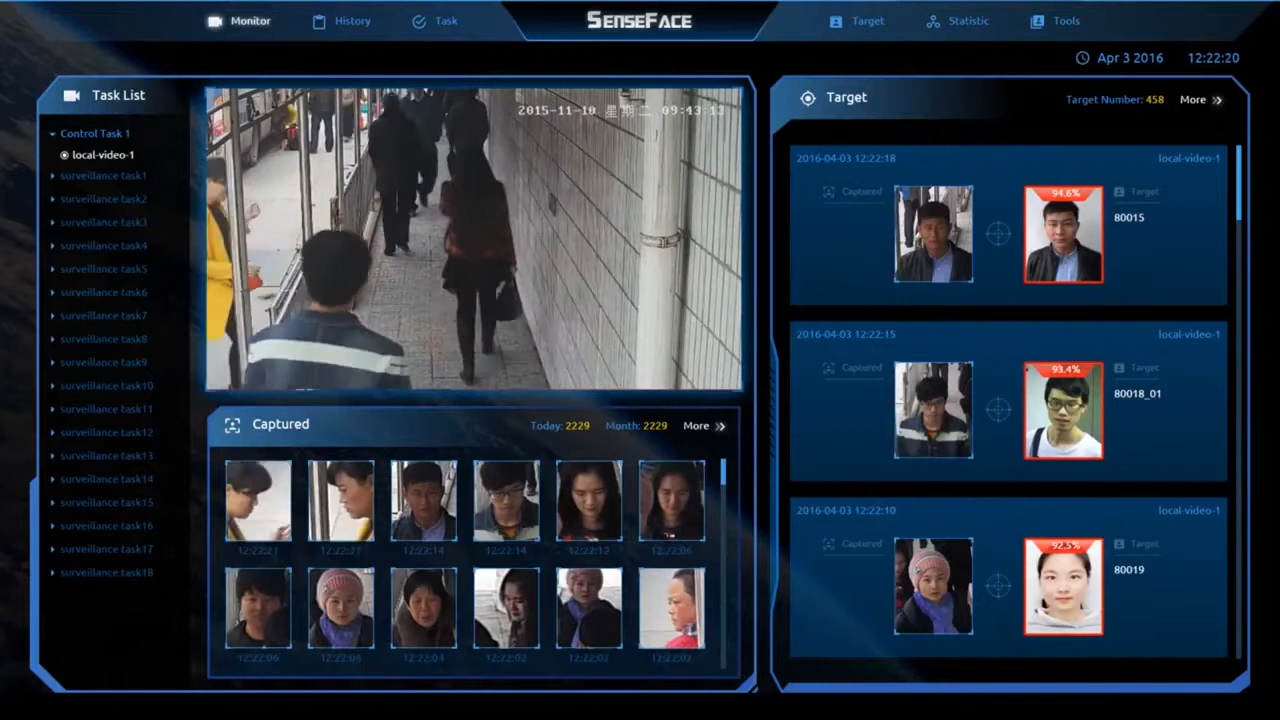 Monitor
History
Task
SENSEFACE
Target
Statistic
Tools
Apr 3 2016 12:22:20
Task List
Control Task 1
local-video-1
surveillance task1
surveillance task2
surveillance task3
surveillance task4
surveillance task5
surveillance task6
surveillance task7
surveillance task8
surveillance task9
surveillance task10
surveillance task11
surveillance task12
surveillance task13
surveillance task14
surveillance task15
surveillance task16
surveillance task17
surveillance task18
2015-11-10 星期二 09:43:13
Captured
Today: 2229 Month: 2229 More
12:22:21 12:22:21 12:22:14 12:22:14 12:22:12 12:22:06
12:22:06 12:22:06 12:22:04 12:22:02 12:22:02 12:22:02
Target
Target Number: 458 More
2016-04-03 12:22:18 local-video-1
Captured
94.6%
Target
80015
2016-04-03 12:22:15 local-video-1
Captured
93.4%
Target
80018_01
2016-04-03 12:22:10 local-video-1
Captured
92.5%
Target
80019